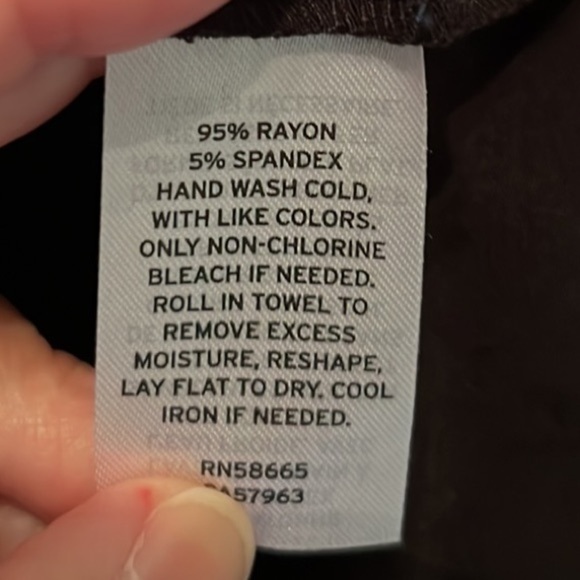 95% RAYON
5% SPANDEX
HAND WASH COLD,
WITH LIKE COLORS.
ONLY NON-CHLORINE
BLEACH IF NEEDED.
ROLL IN TOWEL TO
REMOVE EXCESS
MOISTURE, RESHAPE,
LAY FLAT TO DRY. COOL
IRON IF NEEDED.
RN58665